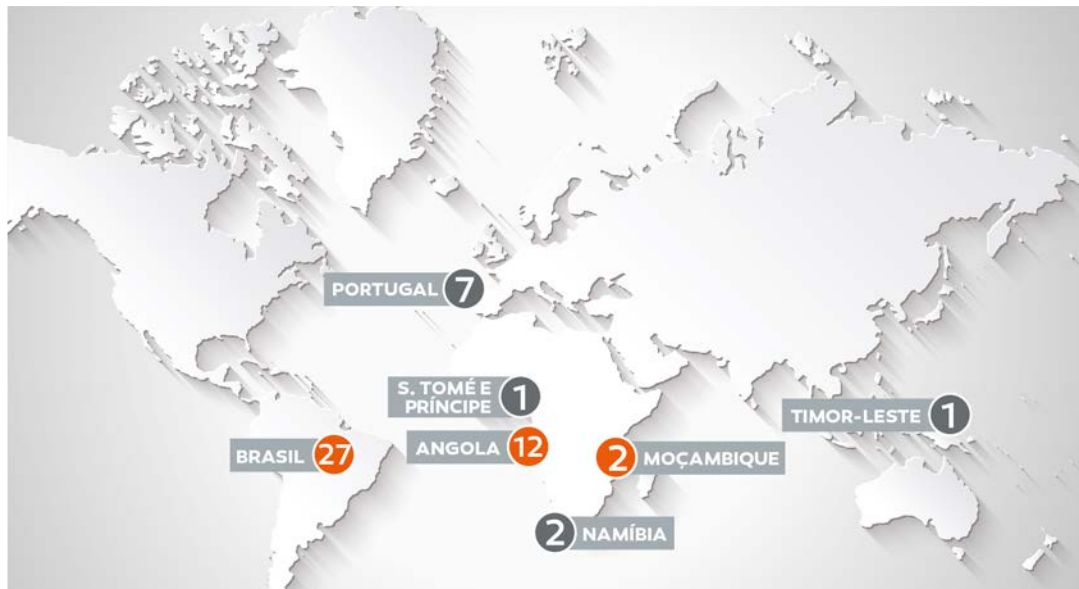 PORTUGAL 7
S. TOMÉ E
PRÍNCIPE 1
TIMOR-LESTE 1
BRASIL 27
ANGOLA 12
2 MOÇAMBIQUE
2 NAMÍBIA